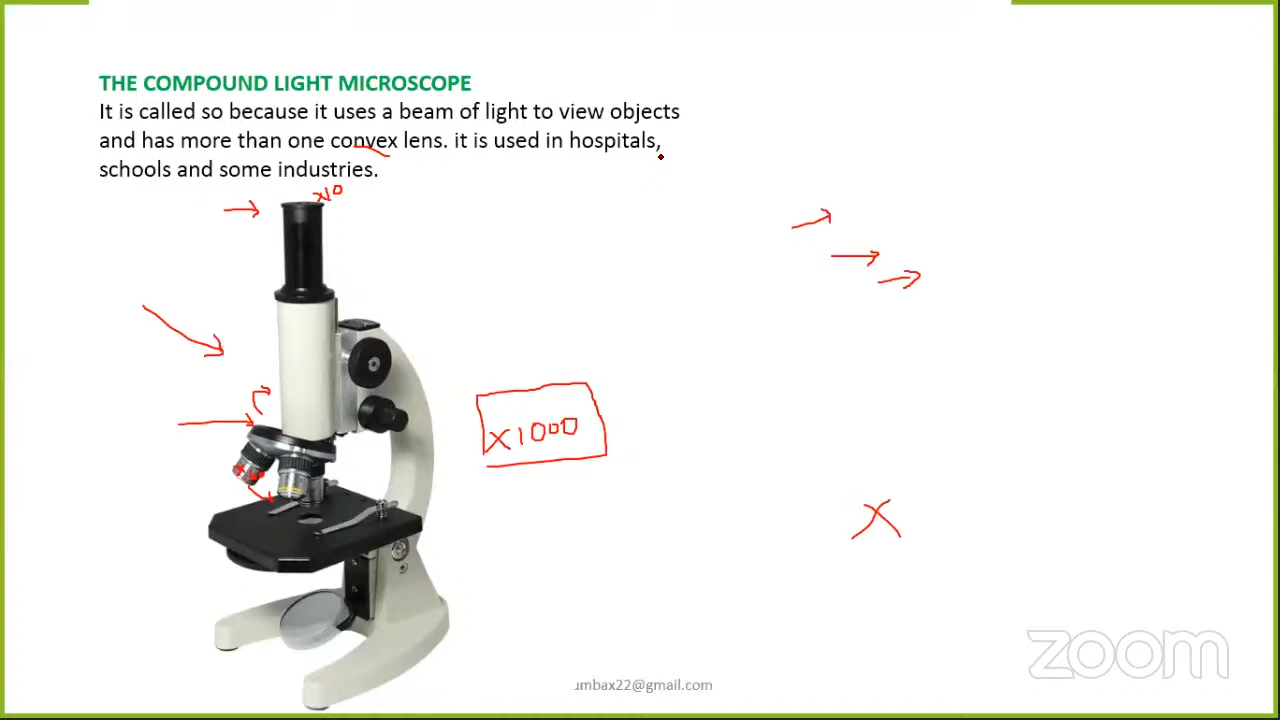 THE COMPOUND LIGHT MICROSCOPE
It is called so because it uses a beam of light to view objects
and has more than one convex lens. it is used in hospitals,
schools and some industries.
x10
x1000
X
zoom
umbax22@gmail.com